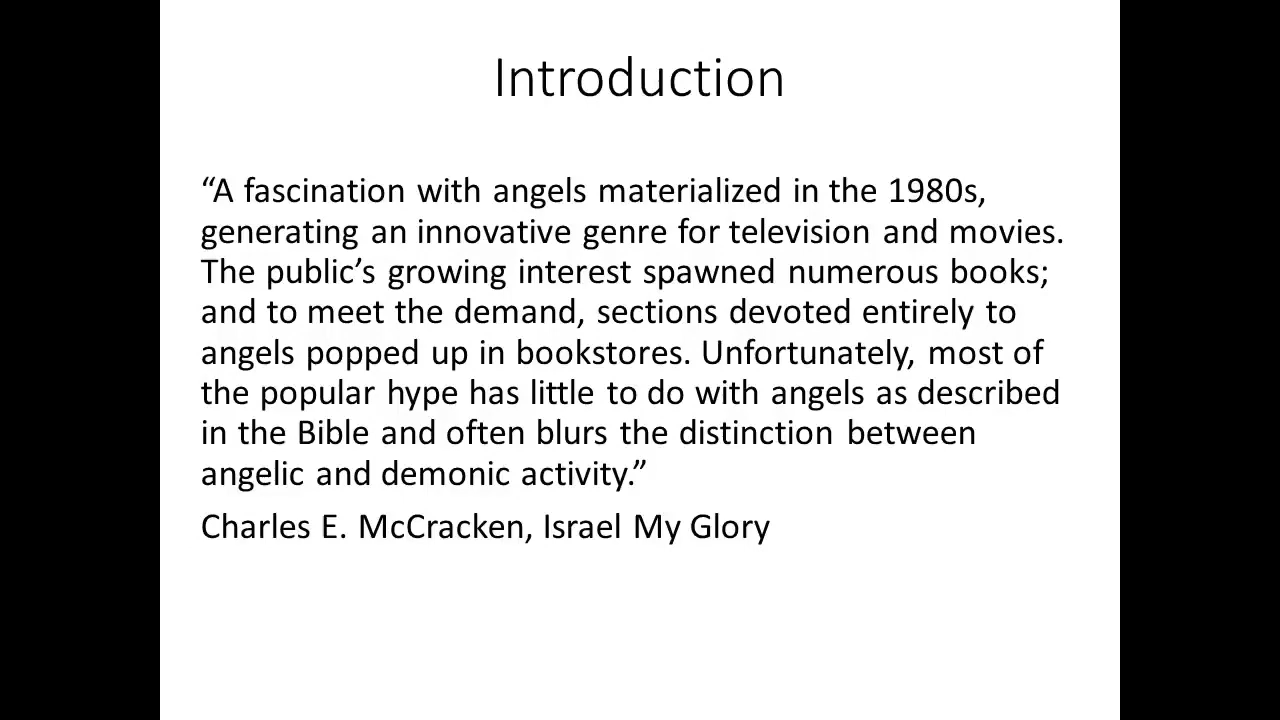 Introduction
“A fascination with angels materialized in the 1980s,
generating an innovative genre for television and movies.
The public’s growing interest spawned numerous books;
and to meet the demand, sections devoted entirely to
angels popped up in bookstores. Unfortunately, most of
the popular hype has little to do with angels as described
in the Bible and often blurs the distinction between
angelic and demonic activity.”
Charles E. McCracken, Israel My Glory